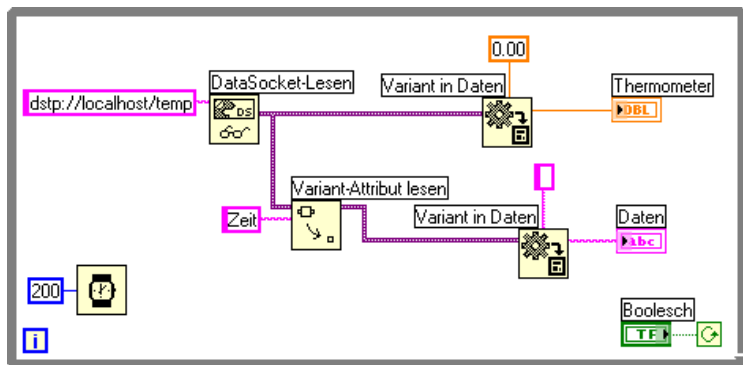 0.00
DataSocket-Lesen
Variant in Daten
Thermometer
dstp://localhost/temp
DS
DBL
Variant-Attribut lesen
Zeit
Variant in Daten
Daten
abc
200
Boolesch
TF
i